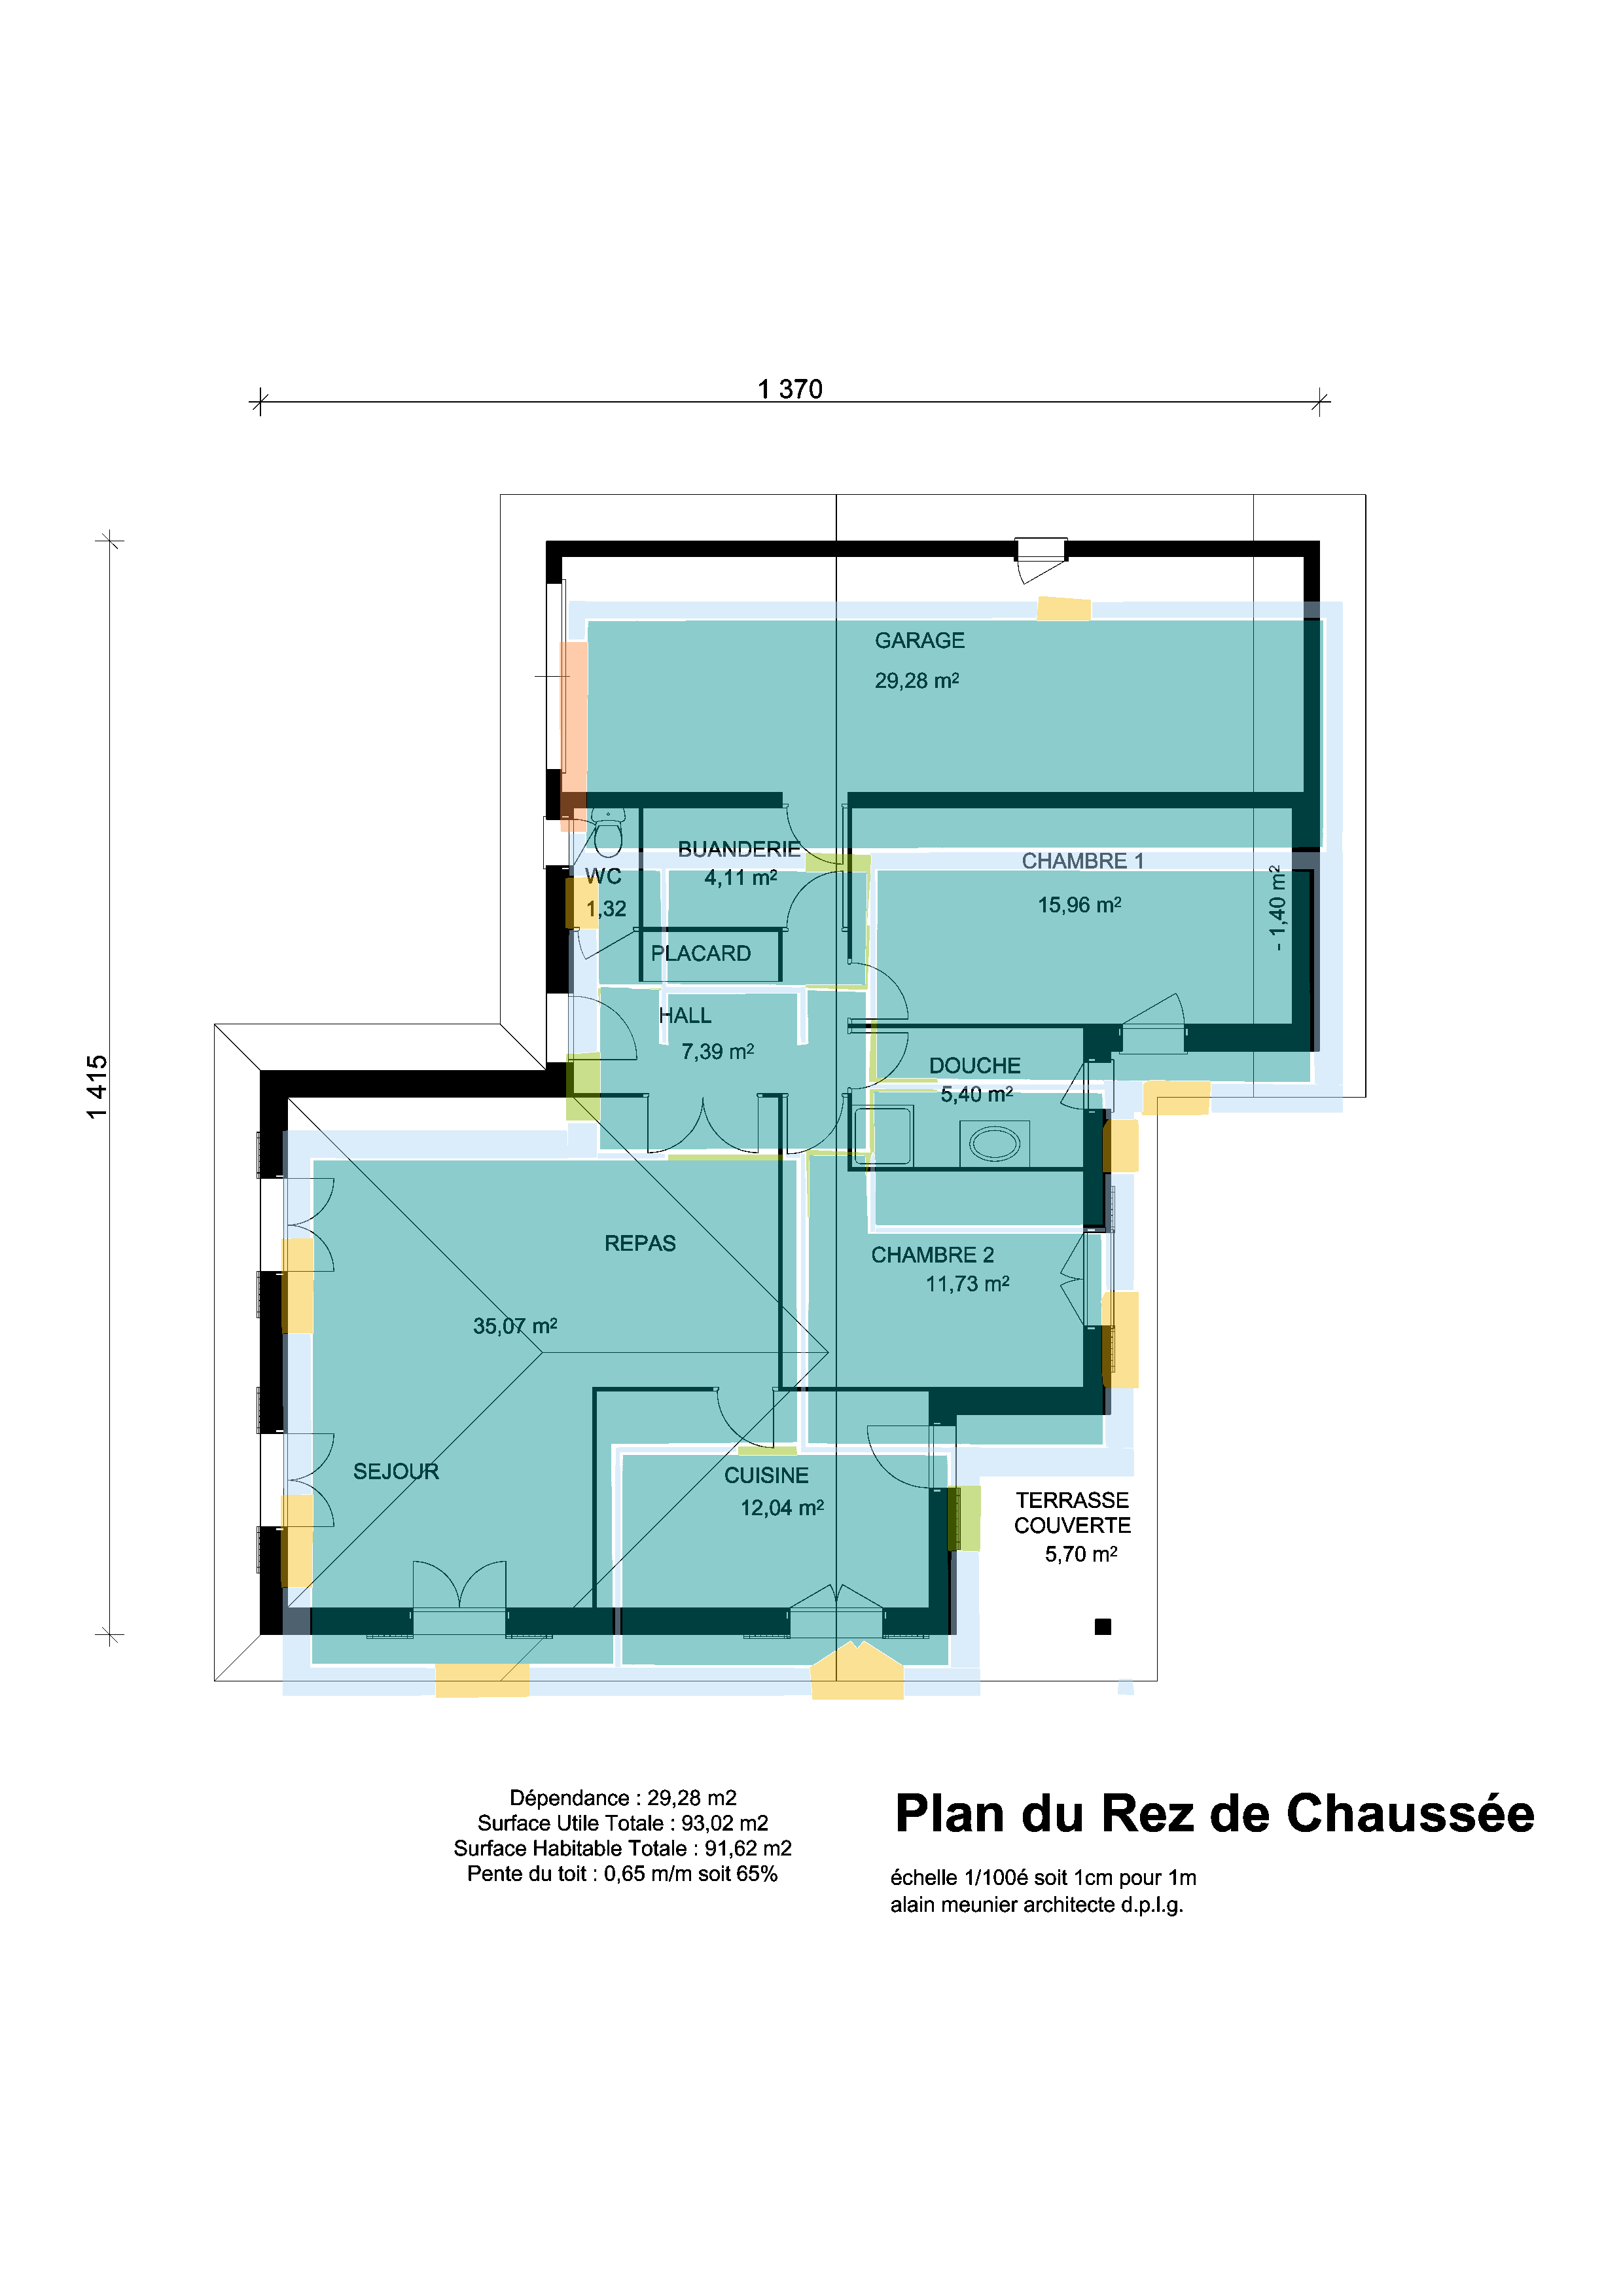 1 370
1 415
GARAGE
29,28 m²
BUANDERIE
4,11 m²
WC
1,32
PLACARD
CHAMBRE 1
15,96 m²
- 1,40 m²
HALL
7,39 m²
DOUCHE
5,40 m²
REPAS
35,07 m²
CHAMBRE 2
11,73 m²
SEJOUR
CUISINE
12,04 m²
TERRASSE
COUVERTE
5,70 m²
Dépendance : 29,28 m2
Surface Utile Totale : 93,02 m2
Surface Habitable Totale : 91,62 m2
Pente du toit : 0,65 m/m soit 65%
Plan du Rez de Chaussée
échelle 1/100é soit 1cm pour 1m
alain meunier architecte d.p.l.g.